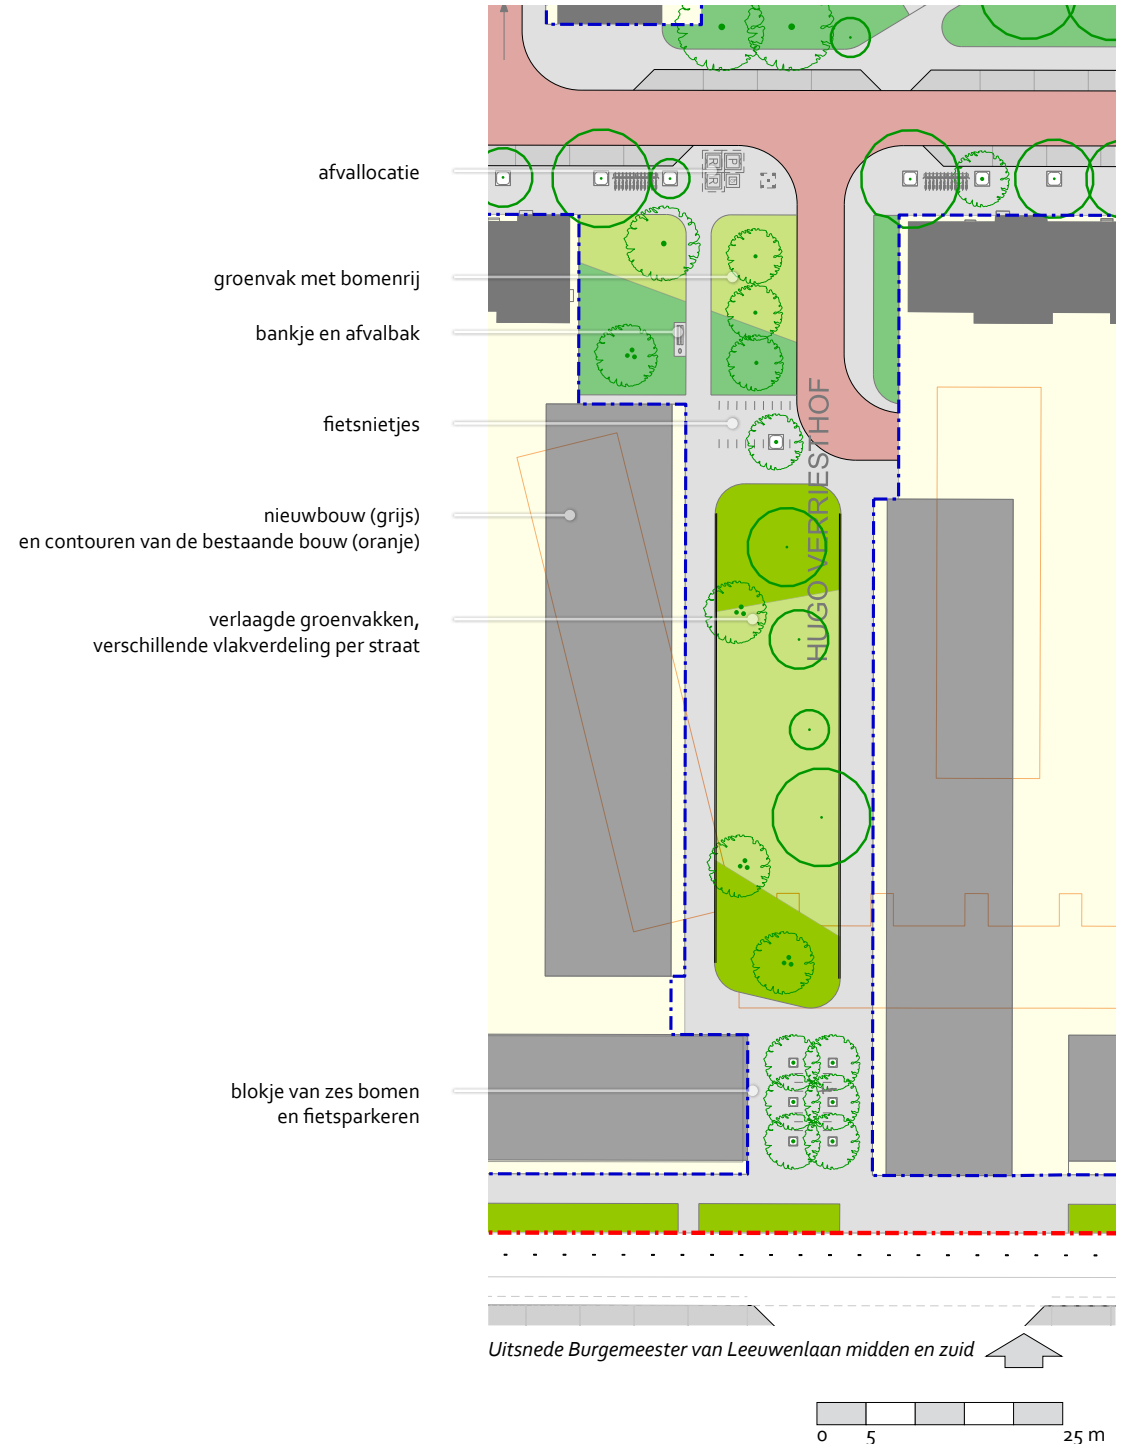 afvallocatie
groenvak met bomenrij
bankje en afvalbak
fietsnietjes
nieuwbouw (grijs)
en contouren van de bestaande bouw (oranje)
verlaagde groenvakken,
verschillende vlakverdeling per straat
blokje van zes bomen
en fietsparkeren
R P
R
HUGO VERRIESTHOF
Uitsnede Burgemeester van Leeuwenlaan midden en zuid
0 5 25 m